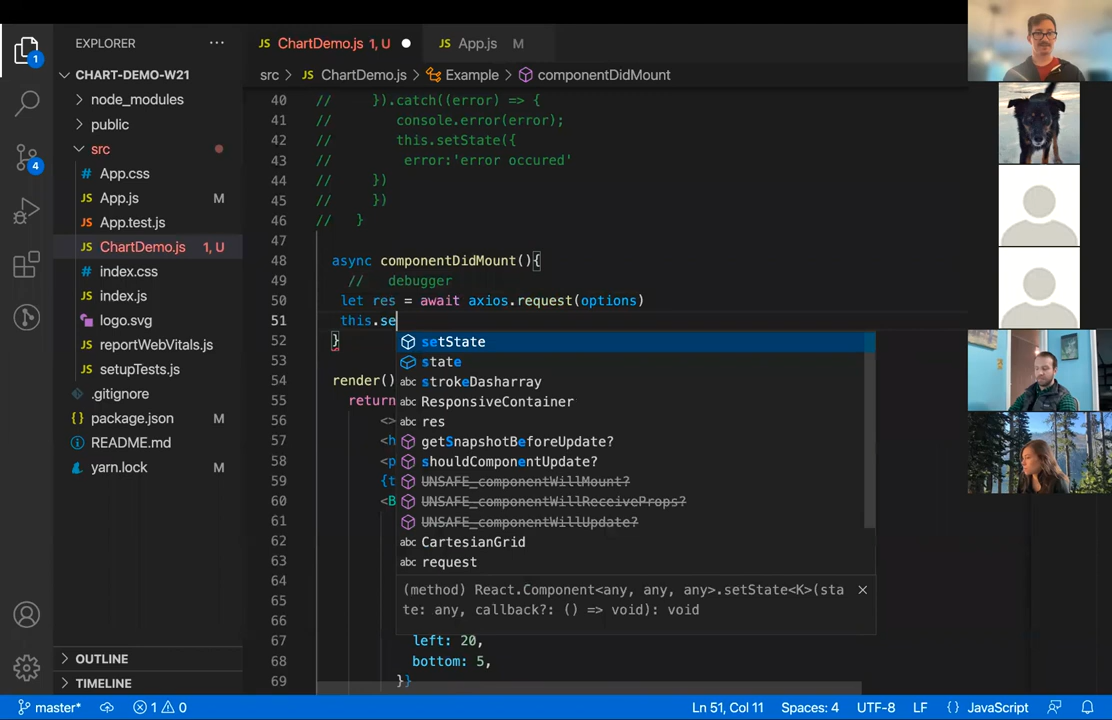 EXPLORER
ChartDemo.js 1, U
App.js M
CHART-DEMO-W21
src > JS ChartDemo.js > Example > componentDidMount
node_modules
public
src
# App.css
JS App.js M
JS App.test.js
JS ChartDemo.js 1, U
# index.css
JS index.js
logo.svg
JS reportWebVitals.js
JS setupTests.js
.gitignore
{} package.json M
README.md
yarn.lock M
OUTLINE
TIMELINE
1
4
40 // }).catch((error) => {
41 // console.error(error);
42 // this.setState({
43 // error:'error occured'
44 // })
45 // })
46 // }
47
48 async componentDidMount(){
49 // debugger
50 let res = await axios.request(options)
51 this.se
52 }
53
54 render()
55 return
56 <>
57 <h
58 <p
59 {t
60 <B
61
62
63
64
65
66
67 left: 20,
68 bottom: 5,
69 }}
setState
state
abc strokeDasharray
abc ResponsiveContainer
abc res
getSnapshotBeforeUpdate?
shouldComponentUpdate?
UNSAFE_componentWillMount?
UNSAFE_componentWillReceiveProps?
UNSAFE_componentWillUpdate?
abc CartesianGrid
abc request
(method) React.Component<any, any, any>.setState<K>(sta
te: any, callback?: () => void): void
master* 1 0 Ln 51, Col 11 Spaces: 4 UTF-8 LF {} JavaScript